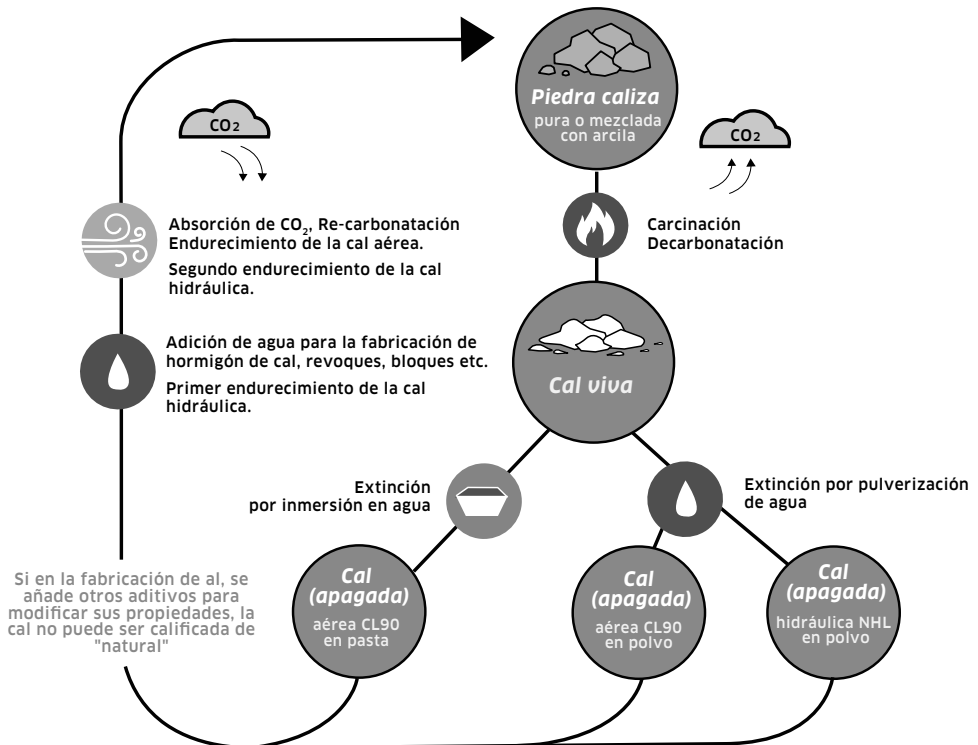 Piedra caliza
pura o mezclada
con arcila
CO2
CO2
Absorción de CO2, Re-carbonatación
Endurecimiento de la cal aérea.
Segundo endurecimiento de la cal
hidráulica.
Carcinación
Decarbonatación
Adición de agua para la fabricación de
hormigón de cal, revoques, bloques etc.
Primer endurecimiento de la cal
hidráulica.
Cal viva
Extinción
por inmersión en agua
Extinción por pulverización
de agua
Si en la fabricación de al, se
añade otros aditivos para
modificar sus propiedades, la
cal no puede ser calificada de
"natural"
Cal
(apagada)
aérea CL90
en pasta
Cal
(apagada)
aérea CL90
en polvo
Cal
(apagada)
hidráulica NHL
en polvo